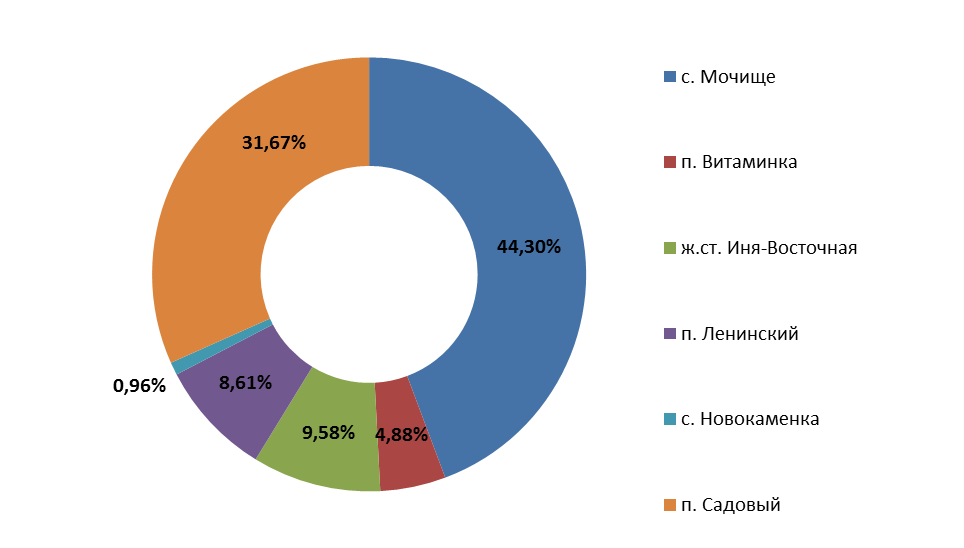 31,67%
44,30%
0,96%
8,61%
9,58%
4,88%
с. Мочище
п. Витаминка
ж.ст. Иня-Восточная
п. Ленинский
с. Новокаменка
п. Садовый